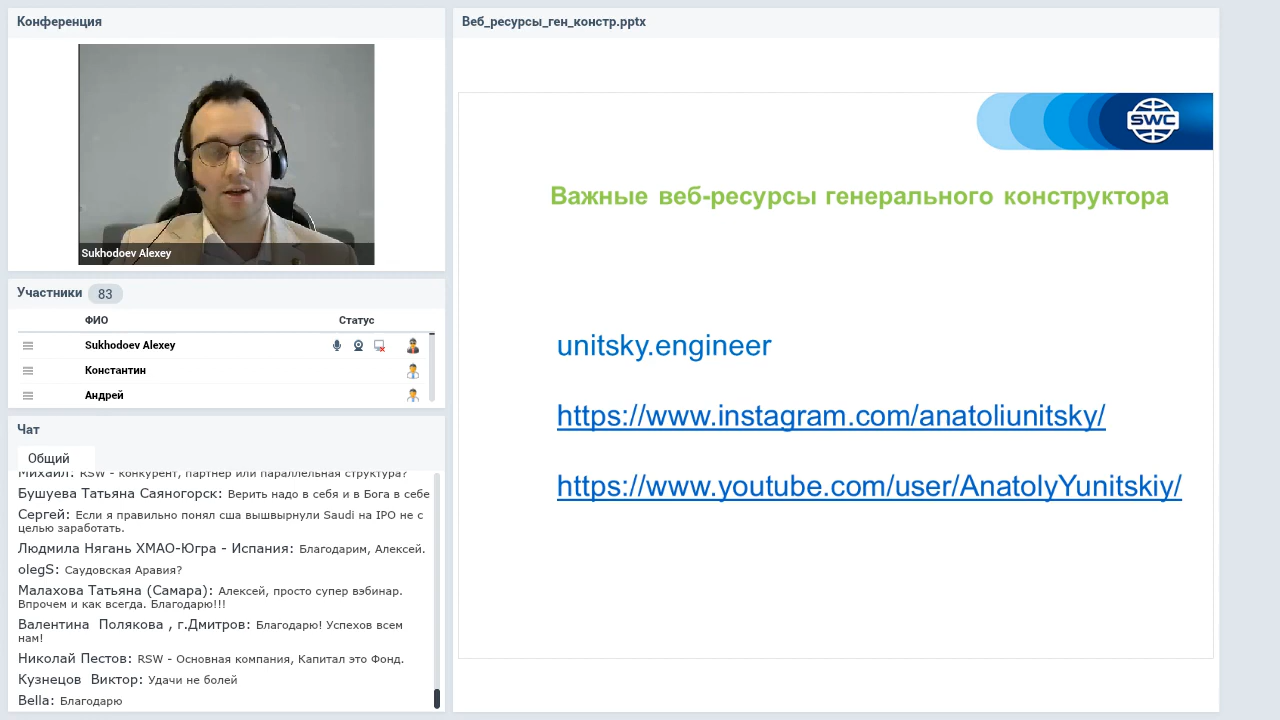 Конференция
Sukhodoev Alexey
Участники 83
ФИО Статус
Sukhodoev Alexey
Константин
Андрей
Чат
Общий
Михаил: RSW - конкурент, партнер или параллельная структура?
Бушуева Татьяна Саяногорск: Верить надо в себя и в Бога в себе
Сергей: Если я правильно понял сша вышвырнули Saudi на IPO не с
целью заработать.
Людмила Нягань ХМАО-Югра - Испания: Благодарим, Алексей.
olegS: Саудовская Аравия?
Малахова Татьяна (Самара): Алексей, просто супер вэбинар.
Впрочем и как всегда. Благодарю!!!
Валентина Полякова , г.Дмитров: Благодарю! Успехов всем
нам!
Николай Пестов: RSW - Основная компания, Капитал это Фонд.
Кузнецов Виктор: Удачи не болей
Bella: Благодарю
Веб_ресурсы_ген_констр.pptx
SWC
Важные веб-ресурсы генерального конструктора
unitsky.engineer
https://www.instagram.com/anatoliunitsky/
https://www.youtube.com/user/AnatolyYunitskiy/